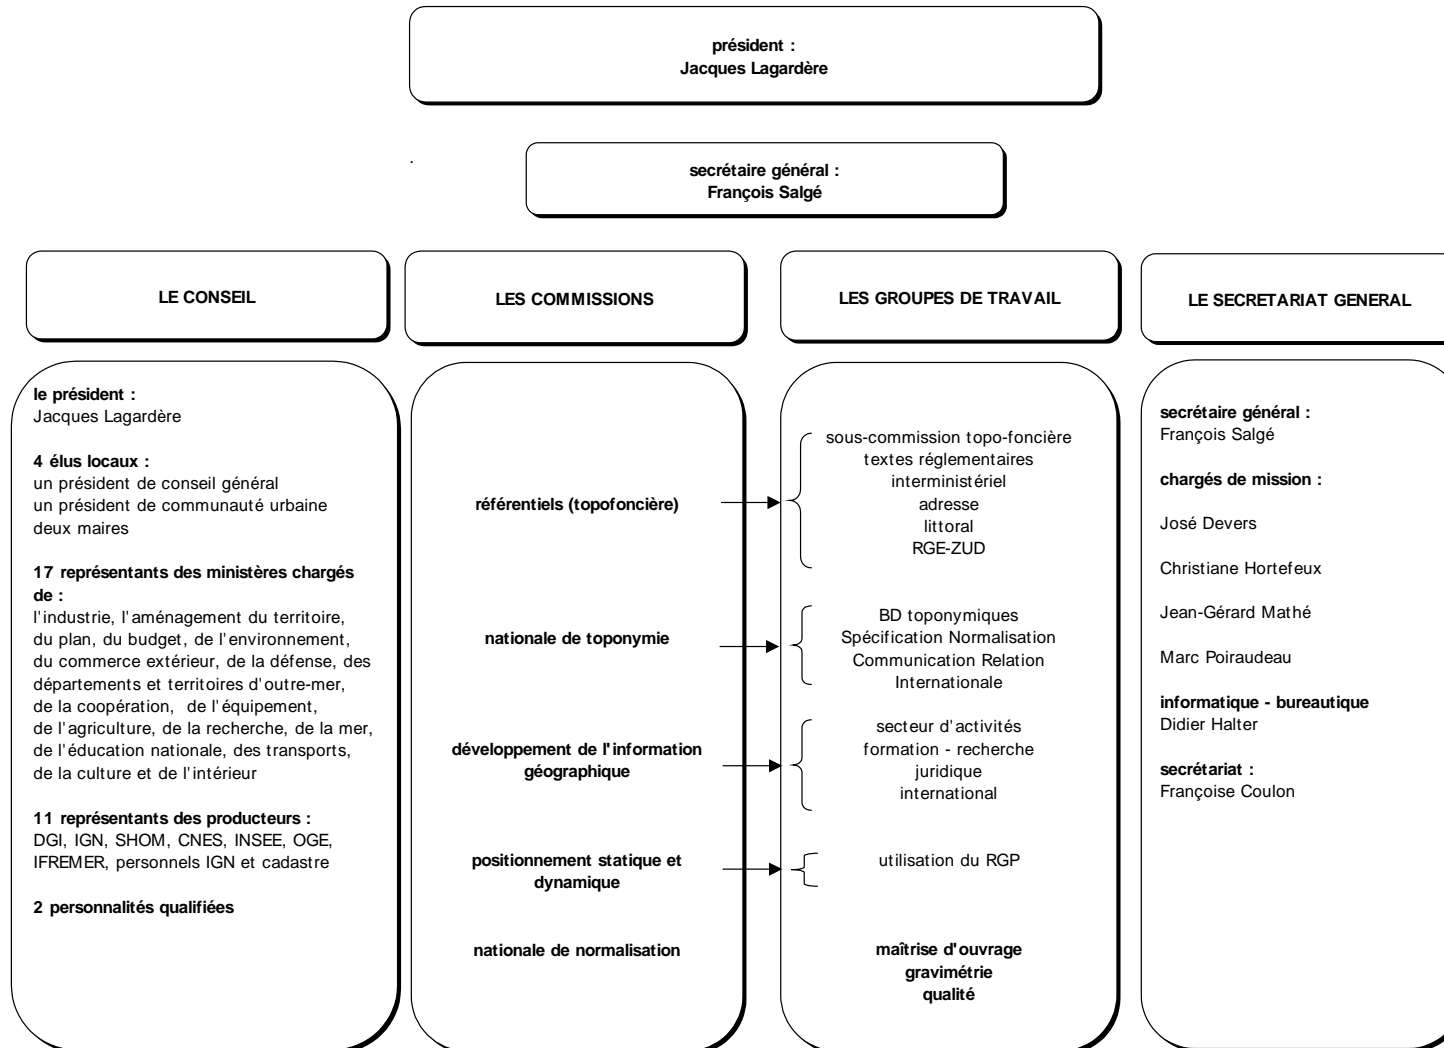 président :
Jacques Lagardère
.
secrétaire général :
François Salgé
LE CONSEIL
LES COMMISSIONS
LES GROUPES DE TRAVAIL
LE SECRETARIAT GENERAL
le président :
Jacques Lagardère
4 élus locaux :
un président de conseil général
un président de communauté urbaine
deux maires
17 représentants des ministères chargés
de :
l'industrie, l'aménagement du territoire,
du plan, du budget, de l'environnement,
du commerce extérieur, de la défense, des
départements et territoires d'outre-mer,
de la coopération, de l'équipement,
de l'agriculture, de la recherche, de la mer,
de l'éducation nationale, des transports,
de la culture et de l'intérieur
11 représentants des producteurs :
DGI, IGN, SHOM, CNES, INSEE, OGE,
IFREMER, personnels IGN et cadastre
2 personnalités qualifiées
référentiels (topofoncière)
nationale de toponymie
développement de l'information
géographique
positionnement statique et
dynamique
nationale de normalisation
sous-commission topo-foncière
textes réglementaires
interministériel
adresse
littoral
RGE-ZUD
BD toponymiques
Spécification Normalisation
Communication Relation
Internationale
secteur d'activités
formation - recherche
juridique
international
utilisation du RGP
maîtrise d'ouvrage
gravimétrie
qualité
secrétaire général :
François Salgé
chargés de mission :
José Devers
Christiane Hortefeux
Jean-Gérard Mathé
Marc Poiraudeau
informatique - bureautique
Didier Halter
secrétariat :
Françoise Coulon